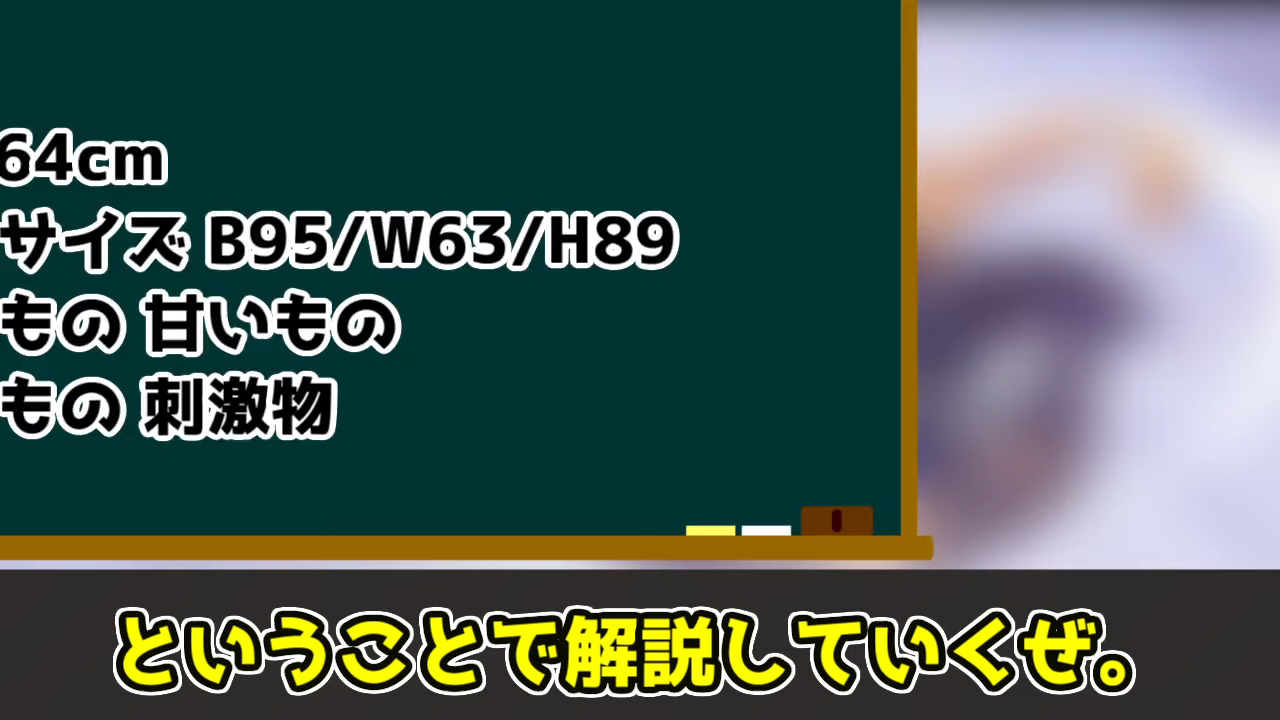 64cm
サイズ B95/W63/H89
もの 甘いもの
もの 刺激物
ということで解説していくぜ。